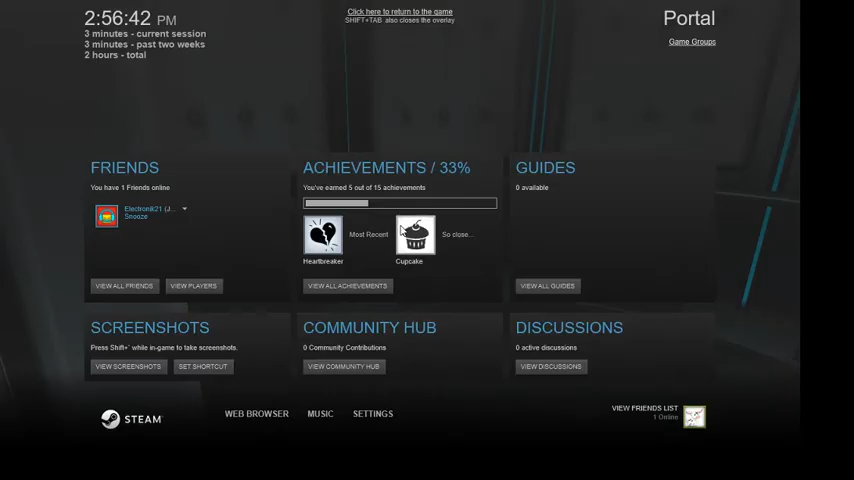 2:56:42 PM
3 minutes - current session
3 minutes - past two weeks
2 hours - total
Click here to return to the game
SHIFT+TAB also closes the overlay
Portal
Game Groups
FRIENDS
You have 1 Friends online
Electronik21 (J...
Snooze
VIEW ALL FRIENDS
VIEW PLAYERS
ACHIEVEMENTS / 33%
You've earned 5 out of 15 achievements
Most Recent
So close...
Heartbreaker
Cupcake
VIEW ALL ACHIEVEMENTS
GUIDES
0 available
VIEW ALL GUIDES
SCREENSHOTS
Press Shift+` while in-game to take screenshots.
VIEW SCREENSHOTS
SET SHORTCUT
COMMUNITY HUB
0 Community Contributions
VIEW COMMUNITY HUB
DISCUSSIONS
0 active discussions
VIEW DISCUSSIONS
STEAM
WEB BROWSER
MUSIC
SETTINGS
VIEW FRIENDS LIST
1 Online